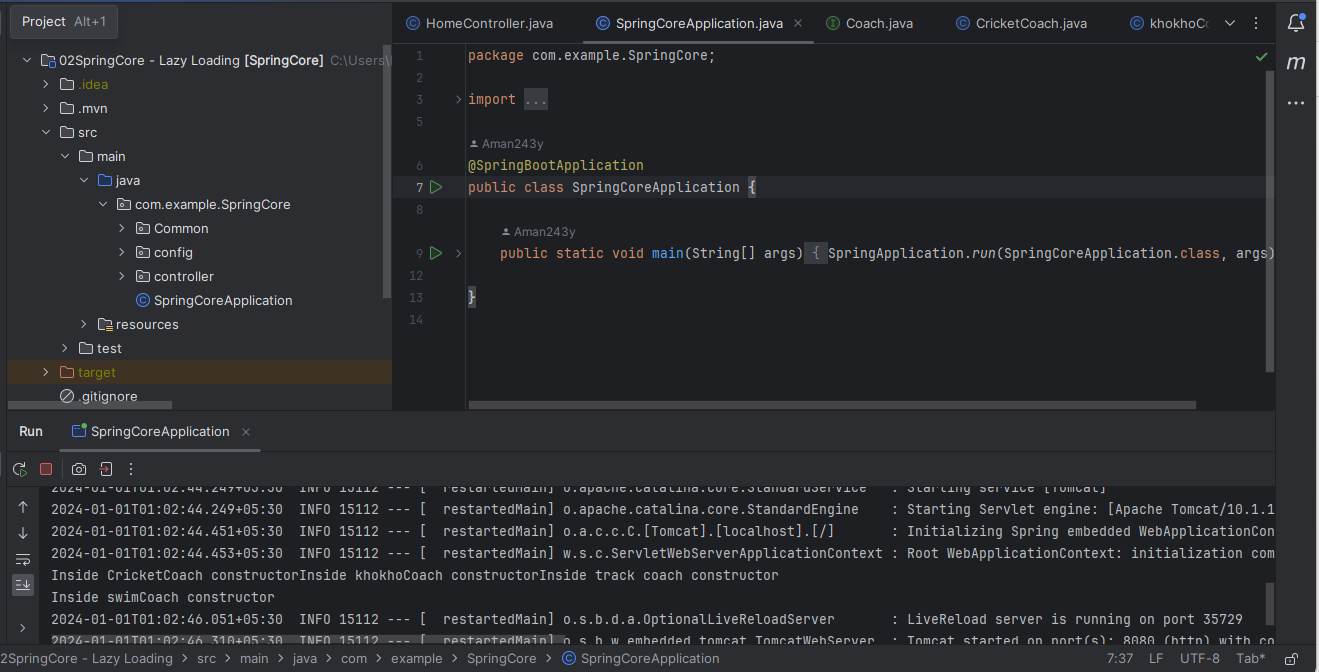 Project Alt+1
02SpringCore - Lazy Loading [SpringCore] C:\Users\
.idea
.mvn
src
main
java
com.example.SpringCore
Common
config
controller
SpringCoreApplication
resources
test
target
.gitignore
HomeController.java SpringCoreApplication.java Coach.java CricketCoach.java khokhoCo
1 package com.example.SpringCore;
2
3 import ...
5
Aman243y
6 @SpringBootApplication
7 public class SpringCoreApplication {
8
Aman243y
9 public static void main(String[] args) { SpringApplication.run(SpringCoreApplication.class, args)
12
13 }
14
m
Run SpringCoreApplication
2024-01-01T01:02:44.249+05:30 INFO 15112 --- [ restartedMain] o.apache.catalina.core.StandardService : Starting service [Tomcat]
2024-01-01T01:02:44.249+05:30 INFO 15112 --- [ restartedMain] o.apache.catalina.core.StandardEngine : Starting Servlet engine: [Apache Tomcat/10.1.1
2024-01-01T01:02:44.451+05:30 INFO 15112 --- [ restartedMain] o.a.c.c.C.[Tomcat].[localhost].[/] : Initializing Spring embedded WebApplicationCon
2024-01-01T01:02:44.453+05:30 INFO 15112 --- [ restartedMain] w.s.c.ServletWebServerApplicationContext : Root WebApplicationContext: initialization com
Inside CricketCoach constructorInside khokhoCoach constructorInside track coach constructor
Inside swimCoach constructor
2024-01-01T01:02:46.051+05:30 INFO 15112 --- [ restartedMain] o.s.b.d.a.OptionalLiveReloadServer : LiveReload server is running on port 35729
2024-01-01T01:02:46.310+05:30 INFO 15112 --- [ restartedMain] o.s.b.w.embedded.tomcat.TomcatWebServer : Tomcat started on port(s): 8080 (http) with co
2SpringCore - Lazy Loading > src > main > java > com > example > SpringCore > SpringCoreApplication 7:37 LF UTF-8 Tab*